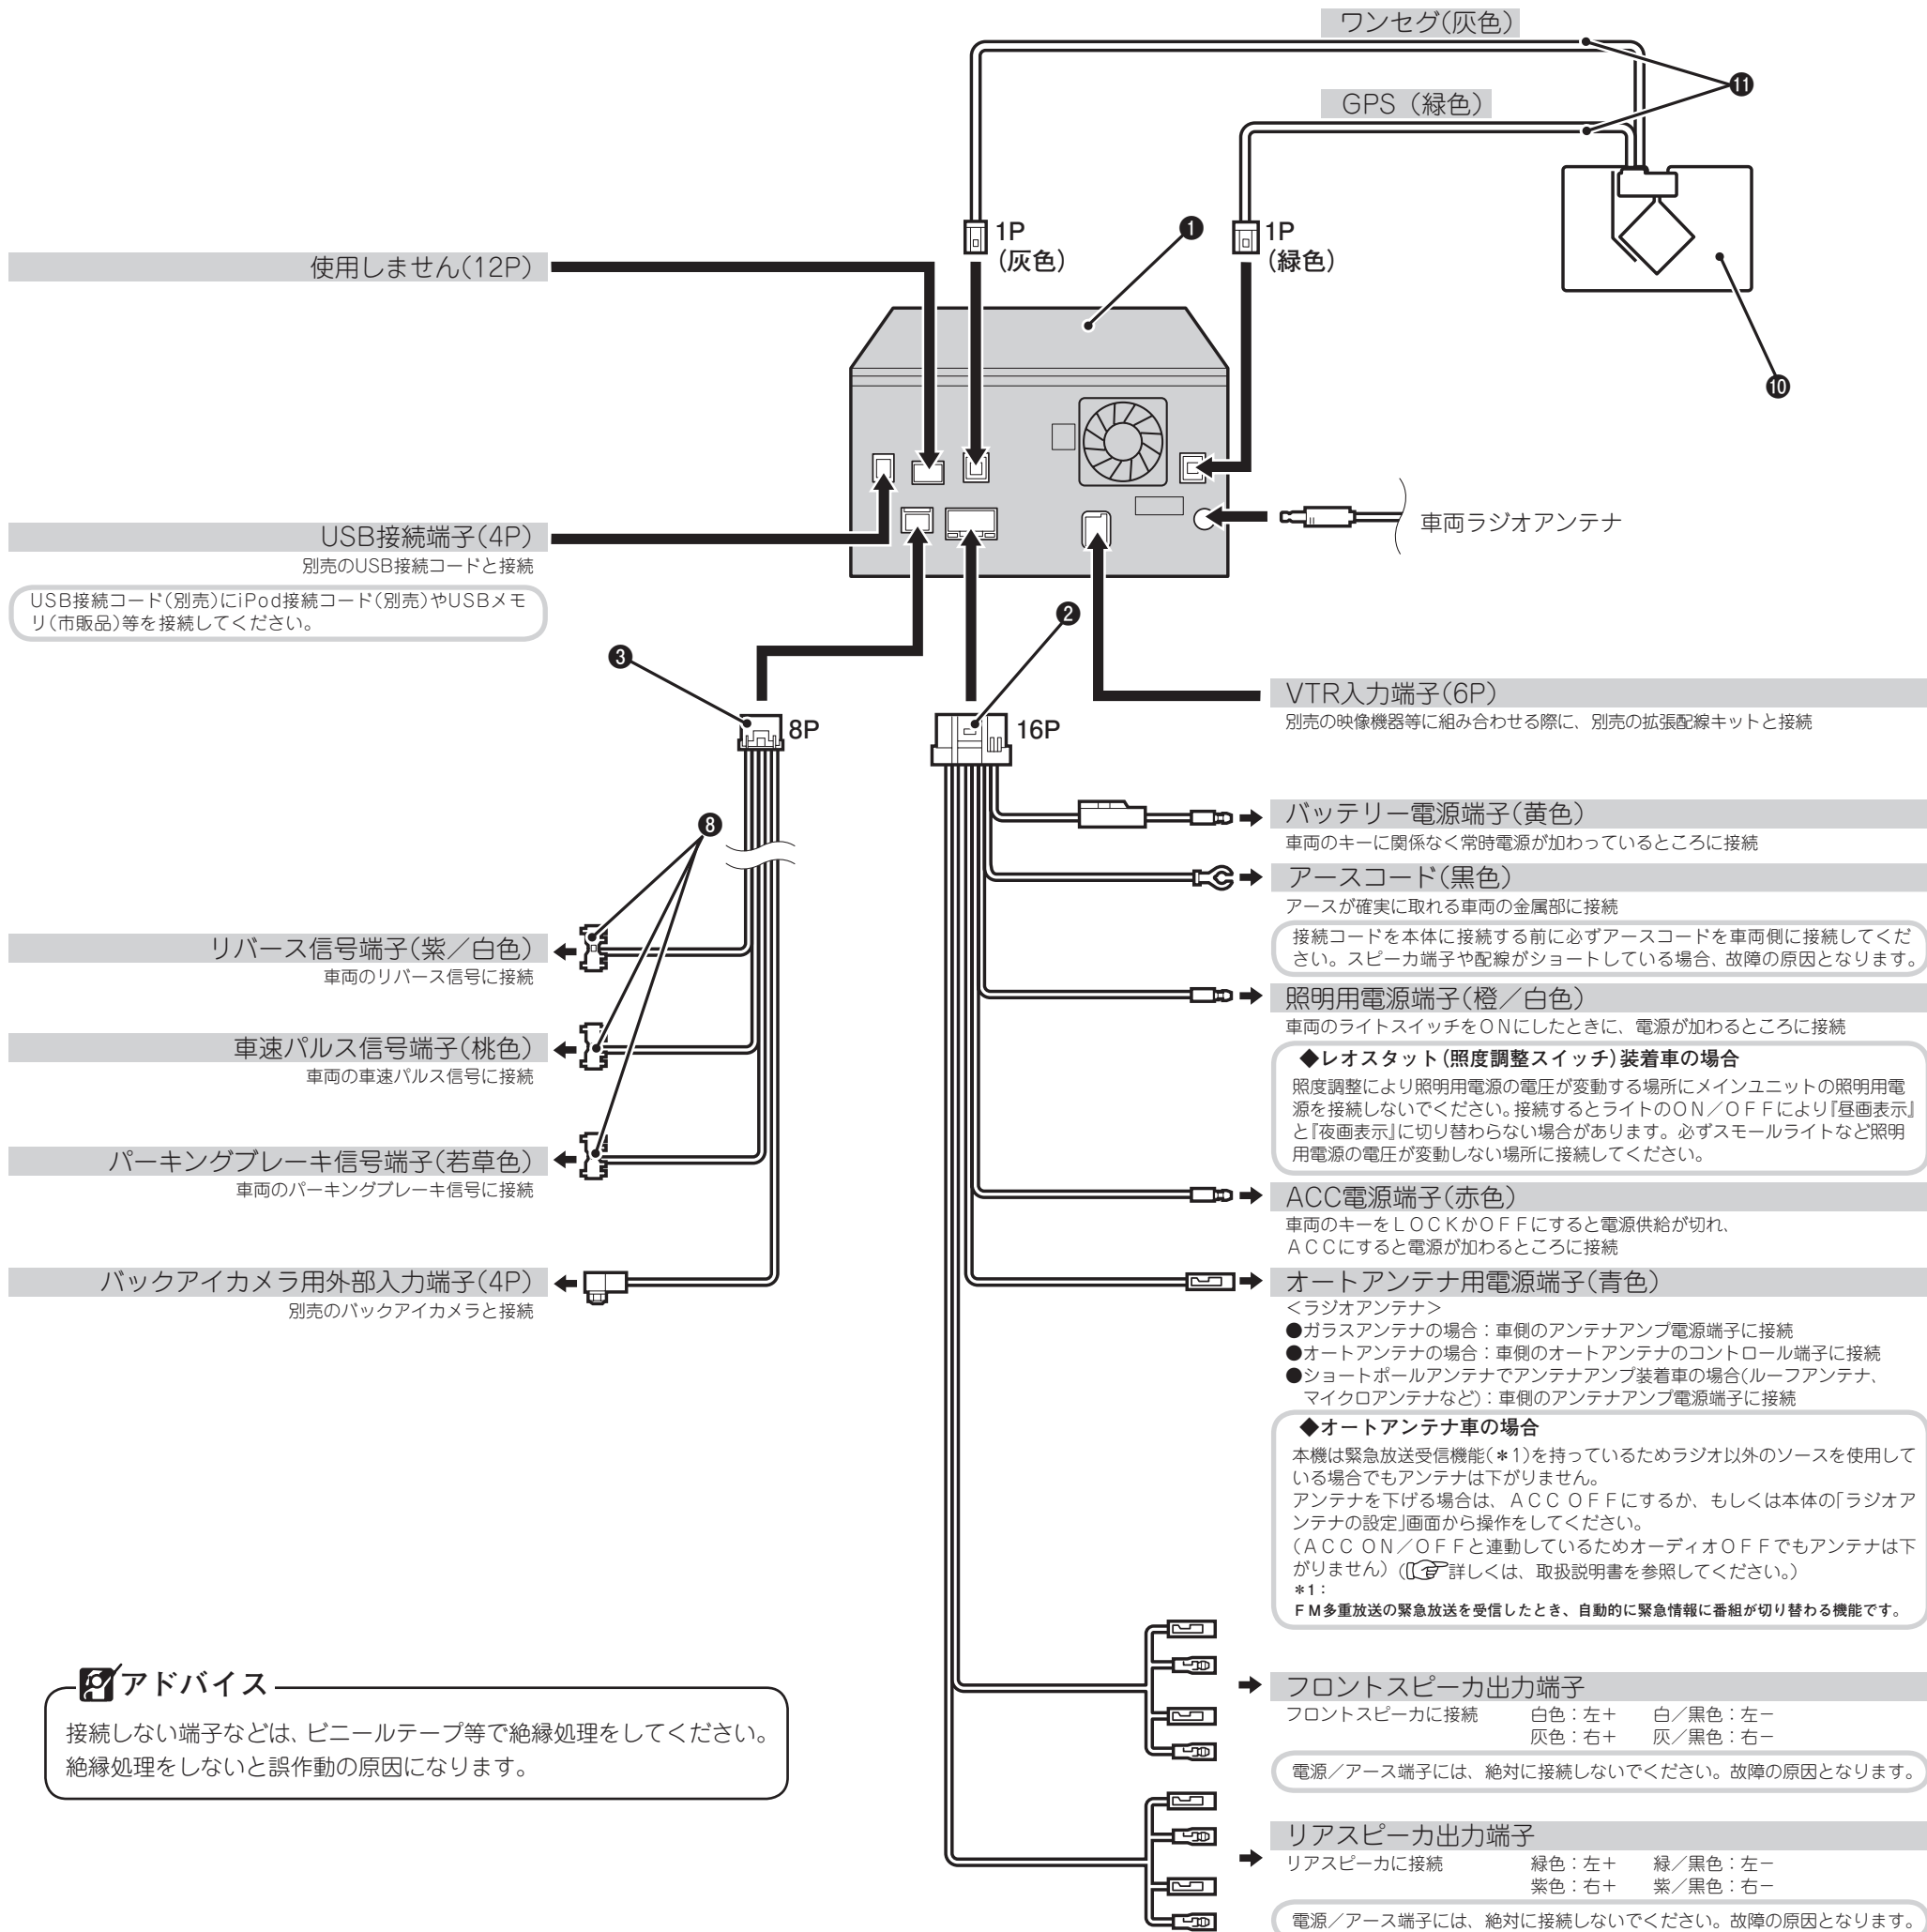 ワンセグ(灰色)
⓫
GPS（緑色）
1P
(灰色)
❶
1P
(緑色)
❿
使用しません(12P)
USB接続端子(4P)
別売のUSB接続コードと接続
USB接続コード(別売)にiPod接続コード(別売)やUSBメモ
リ(市販品)等を接続してください。
車両ラジオアンテナ
❸
8P
❷
16P
❽
リバース信号端子(紫／白色)
車両のリバース信号に接続
車速パルス信号端子(桃色)
車両の車速パルス信号に接続
パーキングブレーキ信号端子(若草色)
車両のパーキングブレーキ信号に接続
バックアイカメラ用外部入力端子(4P)
別売のバックアイカメラと接続
VTR入力端子(6P)
別売の映像機器等に組み合わせる際に、別売の拡張配線キットと接続
バッテリー電源端子(黄色)
車両のキーに関係なく常時電源が加わっているところに接続
アースコード(黒色)
アースが確実に取れる車両の金属部に接続
接続コードを本体に接続する前に必ずアースコードを車両側に接続してくだ
さい。スピーカ端子や配線がショートしている場合、故障の原因となります。
照明用電源端子(橙／白色)
車両のライトスイッチをＯＮにしたときに、電源が加わるところに接続
◆レオスタット(照度調整スイッチ)装着車の場合
照度調整により照明用電源の電圧が変動する場所にメインユニットの照明用電
源を接続しないでください。接続するとライトのＯＮ／ＯＦＦにより『昼画表示』
と『夜画表示』に切り替わらない場合があります。必ずスモールライトなど照明
用電源の電圧が変動しない場所に接続してください。
ACC電源端子(赤色)
車両のキーをＬＯＣＫかＯＦＦにすると電源供給が切れ、
ＡＣＣにすると電源が加わるところに接続
オートアンテナ用電源端子(青色)
＜ラジオアンテナ＞
●ガラスアンテナの場合：車側のアンテナアンプ電源端子に接続
●オートアンテナの場合：車側のオートアンテナのコントロール端子に接続
●ショートポールアンテナでアンテナアンプ装着車の場合(ルーフアンテナ、
マイクロアンテナなど)：車側のアンテナアンプ電源端子に接続
◆オートアンテナ車の場合
本機は緊急放送受信機能(＊1)を持っているためラジオ以外のソースを使用して
いる場合でもアンテナは下がりません。
アンテナを下げる場合は、ＡＣＣ ＯＦＦにするか、もしくは本体の｢ラジオア
ンテナの設定｣画面から操作をしてください。
(ＡＣＣ ＯＮ／ＯＦＦと連動しているためオーディオＯＦＦでもアンテナは下
がりません) (☞詳しくは、取扱説明書を参照してください。)
＊1：
ＦＭ多重放送の緊急放送を受信したとき、自動的に緊急情報に番組が切り替わる機能です。
フロントスピーカ出力端子
フロントスピーカに接続 白色：左＋ 白／黒色：左－
灰色：右＋ 灰／黒色：右－
電源／アース端子には、絶対に接続しないでください。故障の原因となります。
リアスピーカ出力端子
リアスピーカに接続 緑色：左＋ 緑／黒色：左－
紫色：右＋ 紫／黒色：右－
電源／アース端子には、絶対に接続しないでください。故障の原因となります。
アドバイス
接続しない端子などは、ビニールテープ等で絶縁処理をしてください。
絶縁処理をしないと誤作動の原因になります。